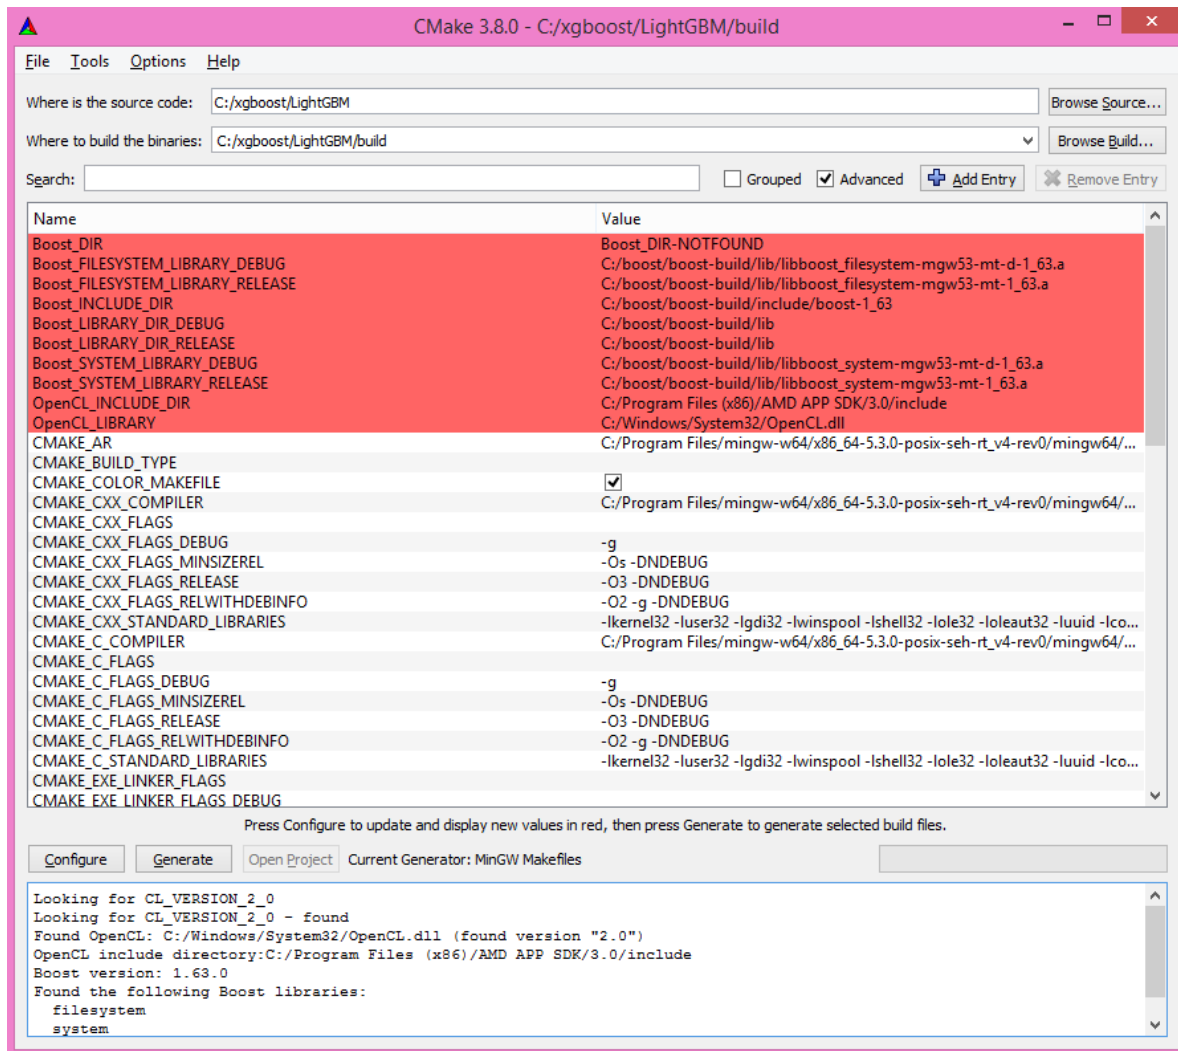 CMake 3.8.0 - C:/xgboost/LightGBM/build
File Tools Options Help
Where is the source code: C:/xgboost/LightGBM Browse Source...
Where to build the binaries: C:/xgboost/LightGBM/build Browse Build...
Search: Grouped Advanced Add Entry Remove Entry
Name Value
Boost_DIR Boost_DIR-NOTFOUND
Boost_FILESYSTEM_LIBRARY_DEBUG C:/boost/boost-build/lib/libboost_filesystem-mgw53-mt-d-1_63.a
Boost_FILESYSTEM_LIBRARY_RELEASE C:/boost/boost-build/lib/libboost_filesystem-mgw53-mt-1_63.a
Boost_INCLUDE_DIR C:/boost/boost-build/include/boost-1_63
Boost_LIBRARY_DIR_DEBUG C:/boost/boost-build/lib
Boost_LIBRARY_DIR_RELEASE C:/boost/boost-build/lib
Boost_SYSTEM_LIBRARY_DEBUG C:/boost/boost-build/lib/libboost_system-mgw53-mt-d-1_63.a
Boost_SYSTEM_LIBRARY_RELEASE C:/boost/boost-build/lib/libboost_system-mgw53-mt-1_63.a
OpenCL_INCLUDE_DIR C:/Program Files (x86)/AMD APP SDK/3.0/include
OpenCL_LIBRARY C:/Windows/System32/OpenCL.dll
CMAKE_AR C:/Program Files/mingw-w64/x86_64-5.3.0-posix-seh-rt_v4-rev0/mingw64/...
CMAKE_BUILD_TYPE
CMAKE_COLOR_MAKEFILE
CMAKE_CXX_COMPILER C:/Program Files/mingw-w64/x86_64-5.3.0-posix-seh-rt_v4-rev0/mingw64/...
CMAKE_CXX_FLAGS
CMAKE_CXX_FLAGS_DEBUG -g
CMAKE_CXX_FLAGS_MINSIZEREL -Os -DNDEBUG
CMAKE_CXX_FLAGS_RELEASE -O3 -DNDEBUG
CMAKE_CXX_FLAGS_RELWITHDEBINFO -O2 -g -DNDEBUG
CMAKE_CXX_STANDARD_LIBRARIES -lkernel32 -luser32 -lgdi32 -lwinspool -lshell32 -lole32 -loleaut32 -luuid -lco...
CMAKE_C_COMPILER C:/Program Files/mingw-w64/x86_64-5.3.0-posix-seh-rt_v4-rev0/mingw64/...
CMAKE_C_FLAGS
CMAKE_C_FLAGS_DEBUG -g
CMAKE_C_FLAGS_MINSIZEREL -Os -DNDEBUG
CMAKE_C_FLAGS_RELEASE -O3 -DNDEBUG
CMAKE_C_FLAGS_RELWITHDEBINFO -O2 -g -DNDEBUG
CMAKE_C_STANDARD_LIBRARIES -lkernel32 -luser32 -lgdi32 -lwinspool -lshell32 -lole32 -loleaut32 -luuid -lco...
CMAKE_EXE_LINKER_FLAGS
CMAKE_EXE_LINKER_FLAGS_DEBUG
Press Configure to update and display new values in red, then press Generate to generate selected build files.
Configure Generate Open Project Current Generator: MinGW Makefiles
Looking for CL_VERSION_2_0
Looking for CL_VERSION_2_0 - found
Found OpenCL: C:/Windows/System32/OpenCL.dll (found version "2.0")
OpenCL include directory:C:/Program Files (x86)/AMD APP SDK/3.0/include
Boost version: 1.63.0
Found the following Boost libraries:
filesystem
system